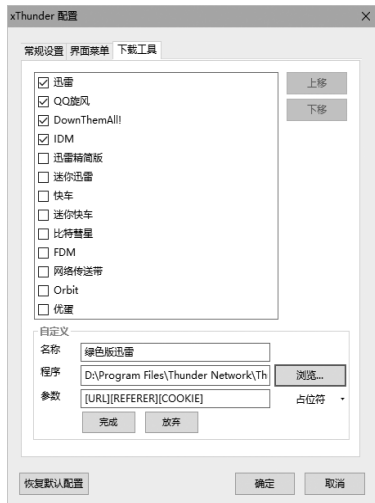 xThunder 配置
常规设置 界面菜单 下载工具
迅雷
上移
QQ旋风
下移
DownThemAll!
IDM
迅雷精简版
迷你迅雷
快车
迷你快车
比特彗星
FDM
网络传送带
Orbit
优蛋
自定义
名称 绿色版迅雷
程序 D:\Program Files\Thunder Network\Th 浏览...
参数 [URL][REFERER][COOKIE] 占位符
完成 放弃
恢复默认配置 确定 取消